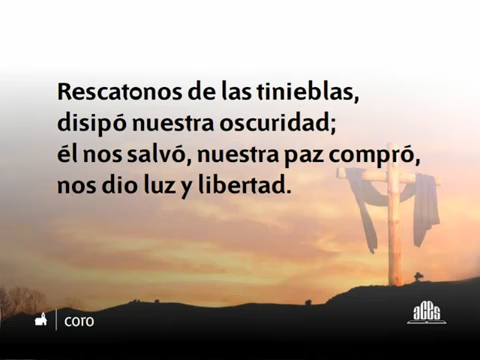 Rescatonos de las tinieblas,
disipó nuestra oscuridad;
él nos salvó, nuestra paz compró,
nos dio luz y libertad.
coro
aces